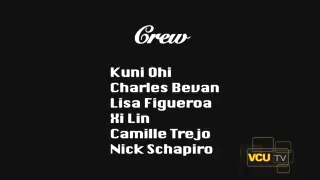 Crew
Kuni Ohi
Charles Bevan
Lisa Figueroa
Xi Lin
Camille Trejo
Nick Schapiro
VCU TV